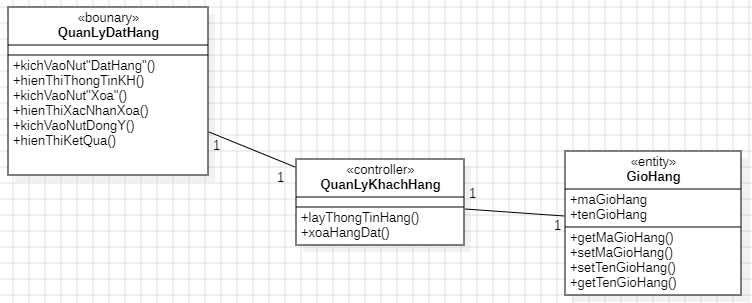 «bounary»
QuanLyDatHang
+kichVaoNut"DatHang"()
+hienThiThongTinKH()
+kichVaoNut"Xoa"()
+hienThiXacNhanXoa()
+kichVaoNutDongY()
+hienThiKetQua()
1
1
«controller»
QuanLyKhachHang
+layThongTinHang()
+xoaHangDat()
1
1
«entity»
GioHang
+maGioHang
+tenGioHang
+getMaGioHang()
+setMaGioHang()
+setTenGioHang()
+getTenGioHang()